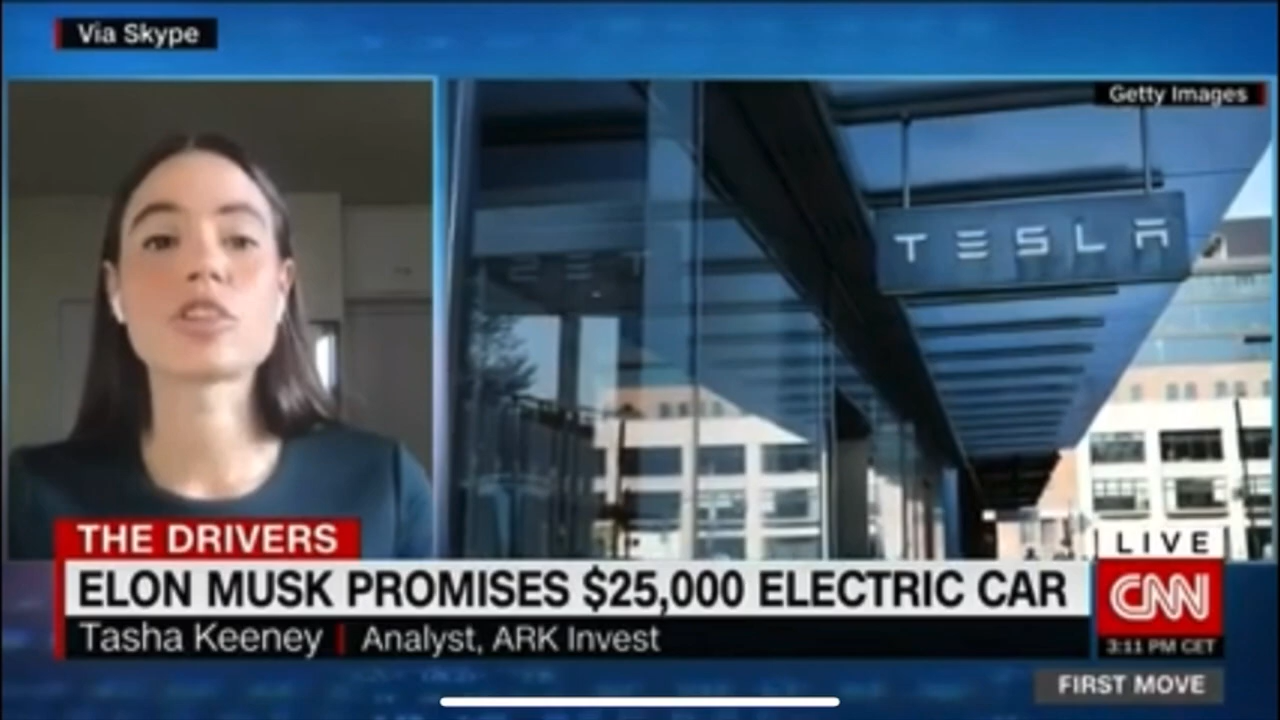 Via Skype
Getty Images
TESLA
THE DRIVERS
ELON MUSK PROMISES $25,000 ELECTRIC CAR
Tasha Keeney | Analyst, ARK Invest
LIVE
CNN
3:11 PM CET
FIRST MOVE